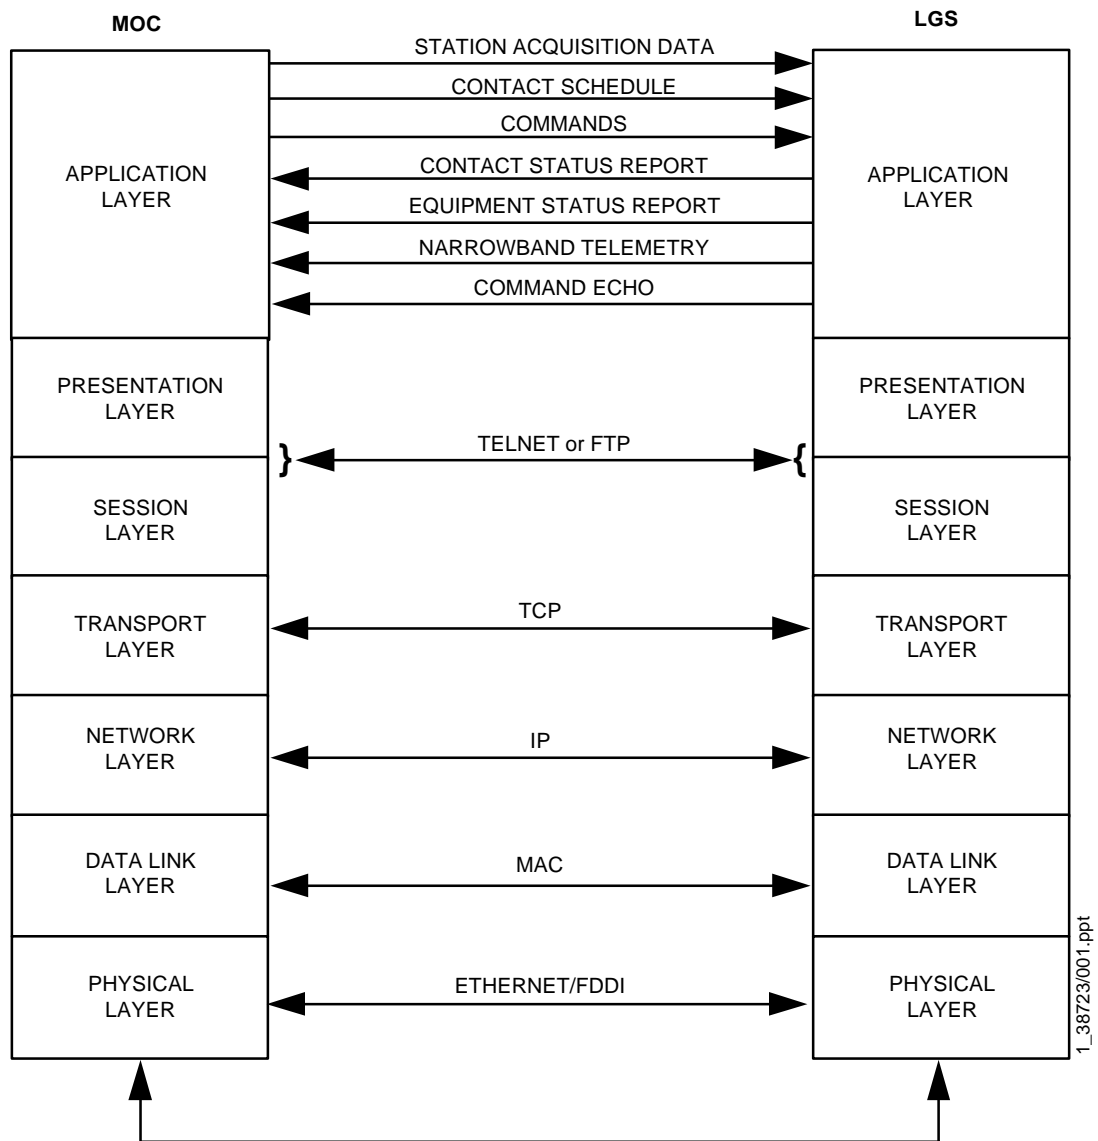 MOC
LGS
STATION ACQUISITION DATA
CONTACT SCHEDULE
COMMANDS
APPLICATION
LAYER
CONTACT STATUS REPORT
EQUIPMENT STATUS REPORT
NARROWBAND TELEMETRY
COMMAND ECHO
APPLICATION
LAYER
PRESENTATION
LAYER
PRESENTATION
LAYER
} TELNET or FTP {
SESSION
LAYER
SESSION
LAYER
TRANSPORT
LAYER
TCP
TRANSPORT
LAYER
NETWORK
LAYER
IP
NETWORK
LAYER
DATA LINK
LAYER
MAC
DATA LINK
LAYER
PHYSICAL
LAYER
ETHERNET/FDDI
PHYSICAL
LAYER
1_38723/001.ppt